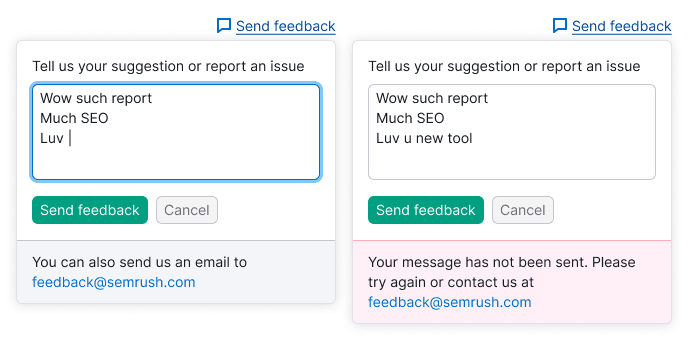 Send feedback
Tell us your suggestion or report an issue
Wow such report
Much SEO
Luv
Send feedback
Cancel
You can also send us an email to
feedback@semrush.com
Send feedback
Tell us your suggestion or report an issue
Wow such report
Much SEO
Luv u new tool
Send feedback
Cancel
Your message has not been sent. Please
try again or contact us at
feedback@semrush.com